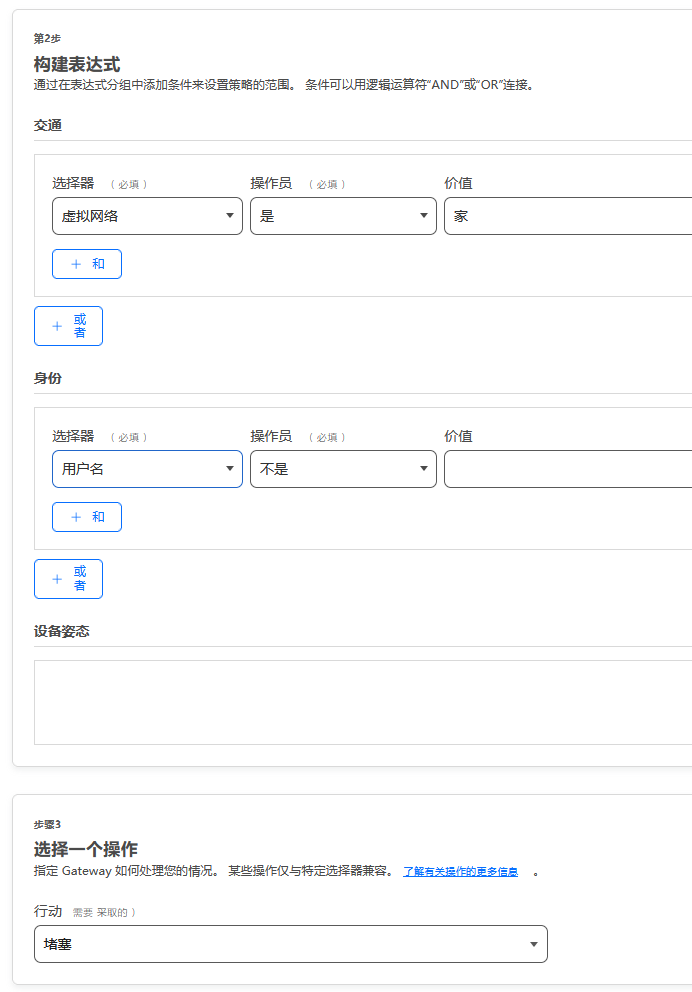 第2步
构建表达式
通过在表达式分组中添加条件来设置策略的范围。 条件可以用逻辑运算符“AND”或“OR”连接。
交通
选择器 （ 必填 ） 操作员 （ 必填 ） 价值
虚拟网络 是 家
＋ 和
＋ 或
者
身份
选择器 （ 必填 ） 操作员 （ 必填 ） 价值
用户名 不是
＋ 和
＋ 或
者
设备姿态
步骤3
选择一个操作
指定 Gateway 如何处理您的情况。 某些操作仅与特定选择器兼容。 了解有关操作的更多信息 。
行动 需要 采取的 ）
堵塞